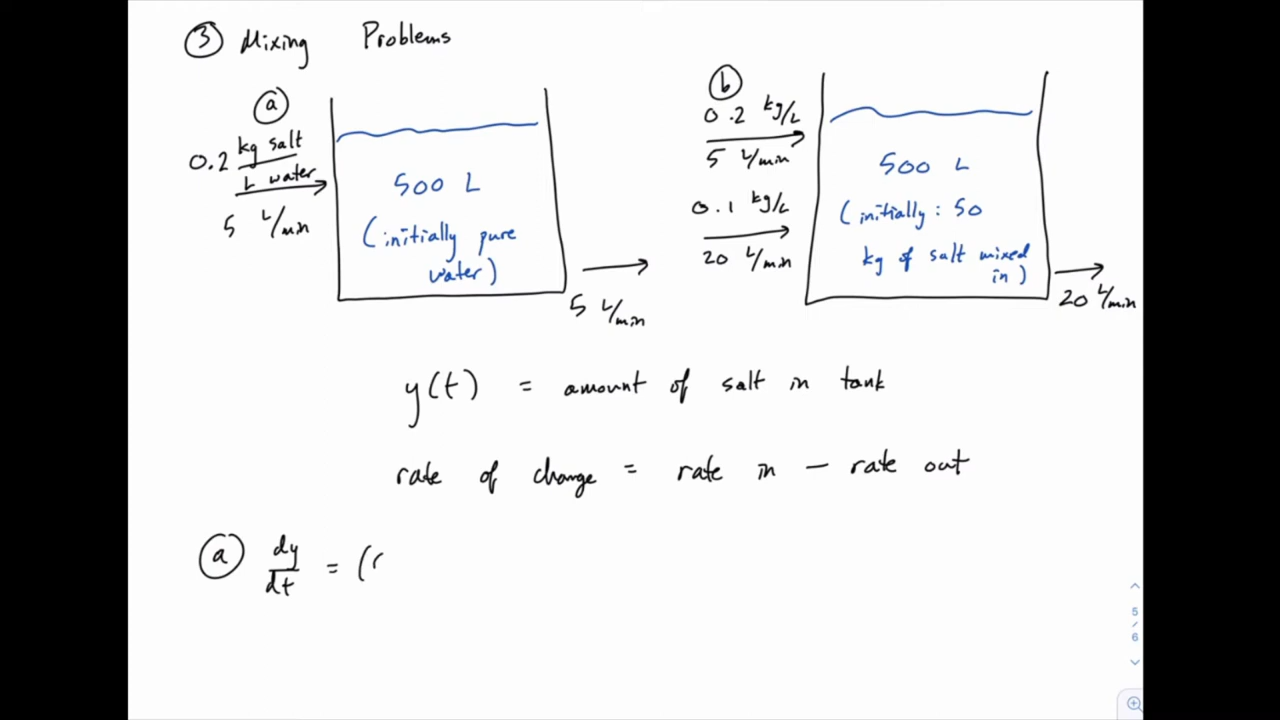 ③ Mixing Problems
ⓐ
0.2 kg salt / L water
5 L/min
500 L
(initially pure
water)
5 L/min
ⓑ
0.2 kg/L
5 L/min
0.1 kg/L
20 L/min
500 L
(initially: 50
kg of salt mixed
in)
20 L/min
y(t) = amount of salt in tank
rate of change = rate in — rate out
ⓐ dy/dt = ((
5
/
6